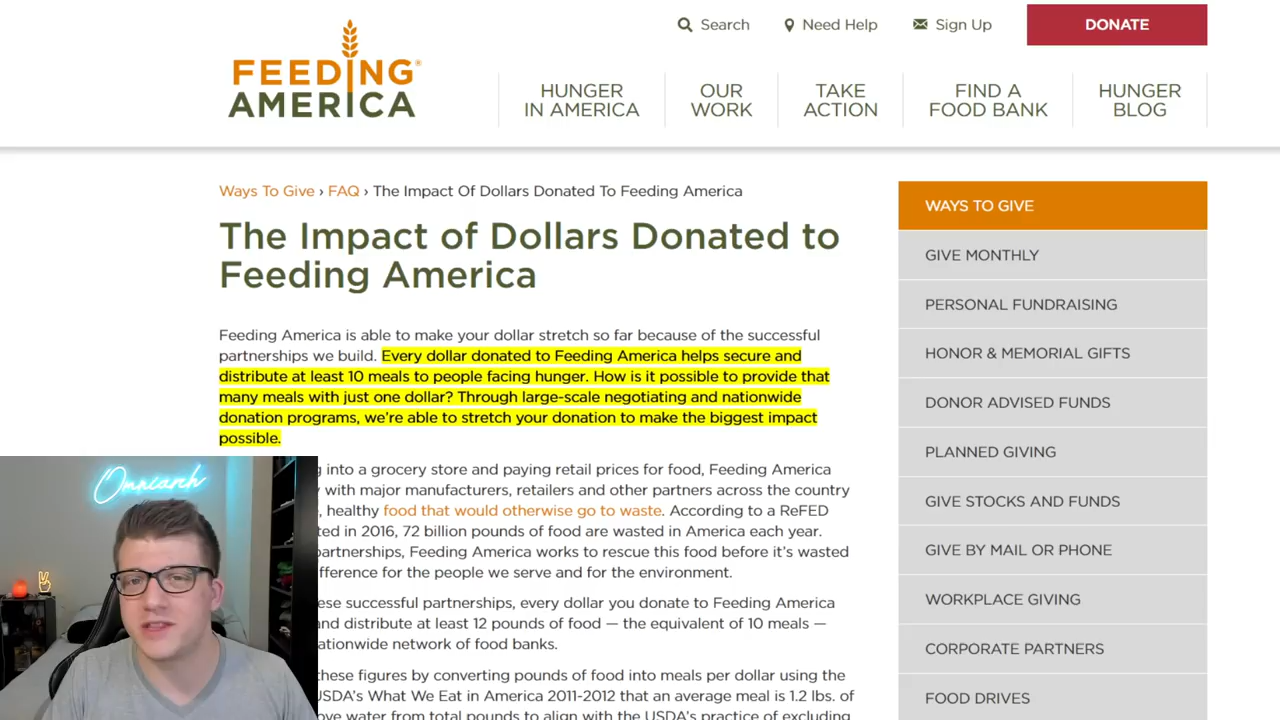 Search
Need Help
Sign Up
DONATE
FEEDING®
AMERICA
HUNGER
IN AMERICA
OUR
WORK
TAKE
ACTION
FIND A
FOOD BANK
HUNGER
BLOG
Ways To Give › FAQ › The Impact Of Dollars Donated To Feeding America
The Impact of Dollars Donated to
Feeding America
Feeding America is able to make your dollar stretch so far because of the successful
partnerships we build. Every dollar donated to Feeding America helps secure and
distribute at least 10 meals to people facing hunger. How is it possible to provide that
many meals with just one dollar? Through large-scale negotiating and nationwide
donation programs, we're able to stretch your donation to make the biggest impact
possible.
into a grocery store and paying retail prices for food, Feeding America
with major manufacturers, retailers and other partners across the country
healthy food that would otherwise go to waste. According to a ReFED
in 2016, 72 billion pounds of food are wasted in America each year.
Feeding America works to rescue this food before it's wasted
for the people we serve and for the environment.
successful partnerships, every dollar you donate to Feeding America
and distribute at least 12 pounds of food — the equivalent of 10 meals —
network of food banks.
these figures by converting pounds of food into meals per dollar using the
What We Eat in America 2011-2012 that an average meal is 1.2 lbs. of
water from total pounds to align with the USDA's practice of excluding
WAYS TO GIVE
GIVE MONTHLY
PERSONAL FUNDRAISING
HONOR & MEMORIAL GIFTS
DONOR ADVISED FUNDS
PLANNED GIVING
GIVE STOCKS AND FUNDS
GIVE BY MAIL OR PHONE
WORKPLACE GIVING
CORPORATE PARTNERS
FOOD DRIVES
Omniarch